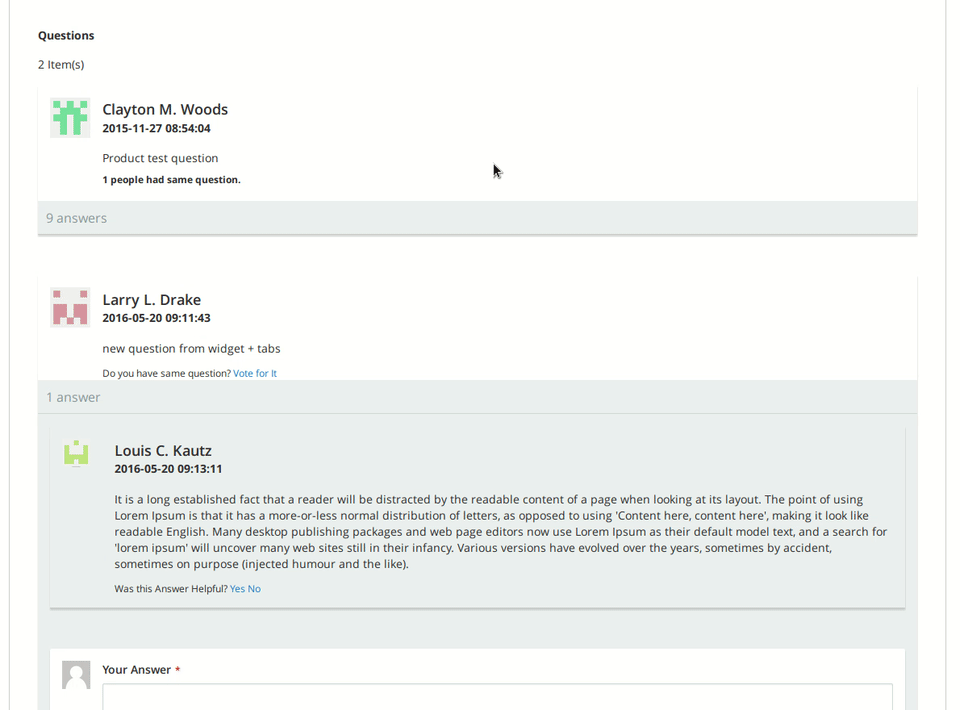 Questions
2 Item(s)
Clayton M. Woods
2015-11-27 08:54:04
Product test question
1 people had same question.
9 answers
Larry L. Drake
2016-05-20 09:11:43
new question from widget + tabs
Do you have same question? Vote for It
1 answer
Louis C. Kautz
2016-05-20 09:13:11
It is a long established fact that a reader will be distracted by the readable content of a page when looking at its layout. The point of using
Lorem Ipsum is that it has a more-or-less normal distribution of letters, as opposed to using 'Content here, content here', making it look like
readable English. Many desktop publishing packages and web page editors now use Lorem Ipsum as their default model text, and a search for
'lorem ipsum' will uncover many web sites still in their infancy. Various versions have evolved over the years, sometimes by accident,
sometimes on purpose (injected humour and the like).
Was this Answer Helpful? Yes No
Your Answer *